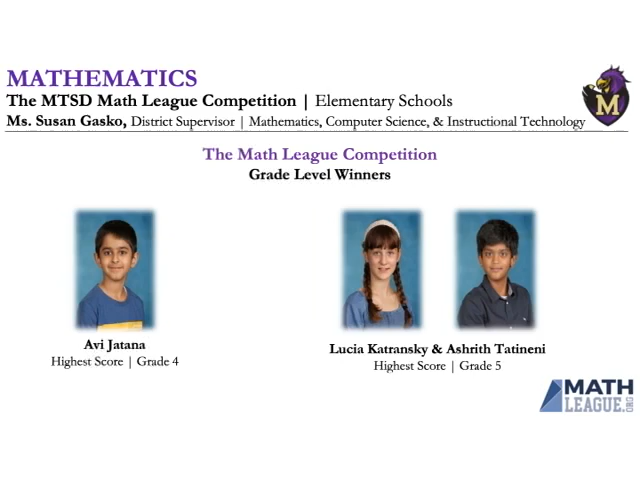 MATHEMATICS
The MTSD Math League Competition | Elementary Schools
Ms. Susan Gasko, District Supervisor | Mathematics, Computer Science, & Instructional Technology
M
The Math League Competition
Grade Level Winners
Avi Jatana
Highest Score | Grade 4
Lucia Katransky & Ashrith Tatineni
Highest Score | Grade 5
MATH
LEAGUE.ORG